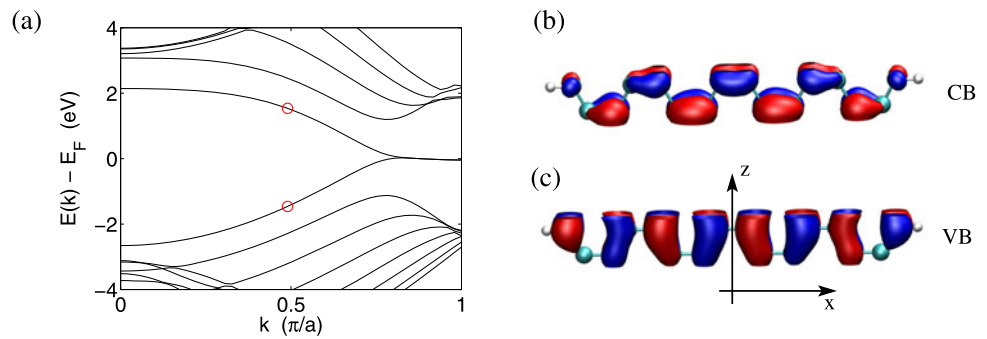 (a)
4
2
0
−2
−4
E(k) − E_F (eV)
0
0.5
1
k (π/a)
(b)
CB
(c)
z
VB
x